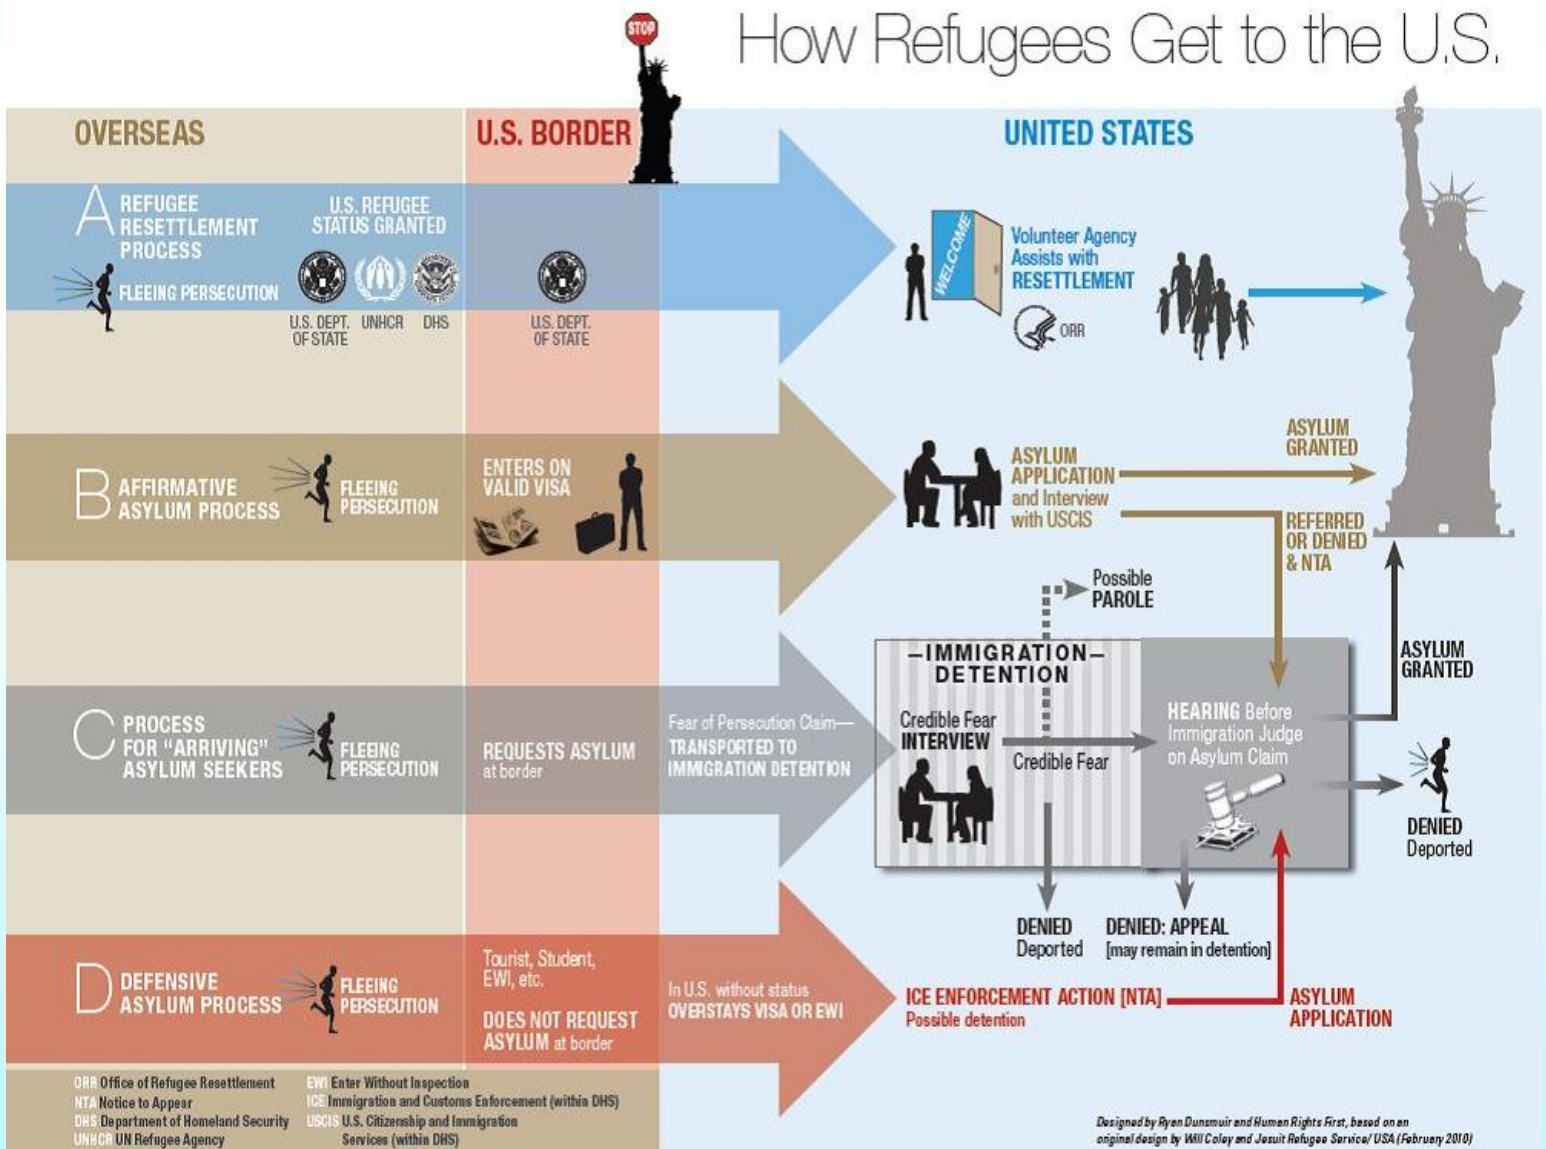 STOP
How Refugees Get to the U.S.
OVERSEAS
U.S. BORDER
UNITED STATES
A
REFUGEE
RESETTLEMENT
PROCESS
FLEEING PERSECUTION
U.S. REFUGEE
STATUS GRANTED
U.S. DEPT.
OF STATE
UNHCR
DHS
U.S. DEPT.
OF STATE
WELCOME
Volunteer Agency
Assists with
RESETTLEMENT
ORR
B
AFFIRMATIVE
ASYLUM PROCESS
FLEEING
PERSECUTION
ENTERS ON
VALID VISA
ASYLUM
APPLICATION
and Interview
with USCIS
ASYLUM
GRANTED
REFERRED
OR DENIED
& NTA
C
PROCESS
FOR “ARRIVING”
ASYLUM SEEKERS
FLEEING
PERSECUTION
REQUESTS ASYLUM
at border
Fear of Persecution Claim—
TRANSPORTED TO
IMMIGRATION DETENTION
Possible
PAROLE
—IMMIGRATION—
DETENTION
Credible Fear
INTERVIEW
Credible Fear
HEARING Before
Immigration Judge
on Asylum Claim
ASYLUM
GRANTED
DENIED
Deported
DENIED
Deported
DENIED: APPEAL
[may remain in detention]
D
DEFENSIVE
ASYLUM PROCESS
FLEEING
PERSECUTION
Tourist, Student,
EWI, etc.
DOES NOT REQUEST
ASYLUM at border
In U.S. without status
OVERSTAYS VISA OR EWI
ICE ENFORCEMENT ACTION [NTA]
Possible detention
ASYLUM
APPLICATION
ORR Office of Refugee Resettlement
NTA Notice to Appear
DHS Department of Homeland Security
UNHCR UN Refugee Agency
EWI Enter Without Inspection
ICE Immigration and Customs Enforcement (within DHS)
USCIS U.S. Citizenship and Immigration
Services (within DHS)
Designed by Ryan Dunsmuir and Human Rights First, based on an
original design by Will Coley and Jesuit Refugee Service/ USA (February 2010)